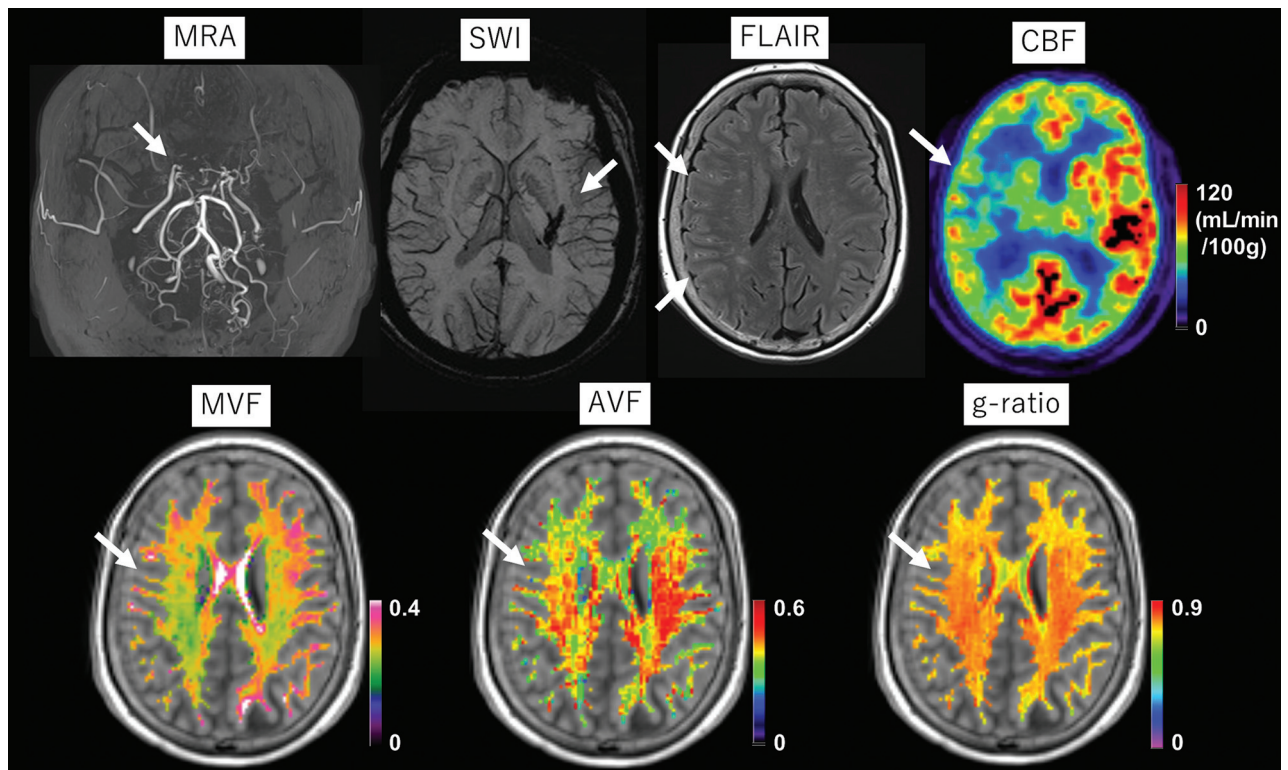 MRA
SWI
FLAIR
CBF
120
(mL/min
/100g)
0
MVF
AVF
g-ratio
0.4
0
0.6
0
0.9
0